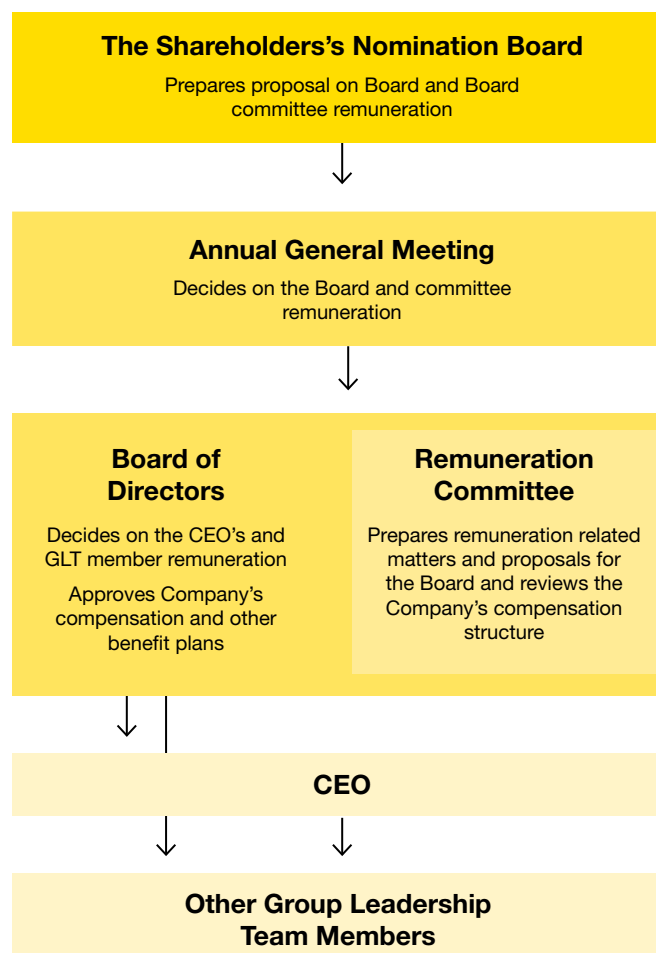 The Shareholders's Nomination Board
Prepares proposal on Board and Board
committee remuneration
Annual General Meeting
Decides on the Board and committee
remuneration
Board of
Directors
Decides on the CEO’s and
GLT member remuneration
Approves Company’s
compensation and other
benefit plans
Remuneration
Committee
Prepares remuneration related
matters and proposals for
the Board and reviews the
Company’s compensation
structure
CEO
Other Group Leadership
Team Members